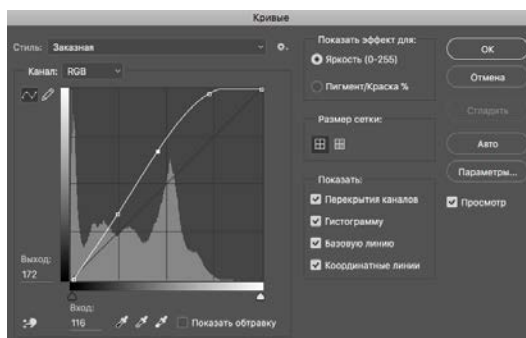 Кривые
Стиль: Заказная
Канал: RGB
Выход:
172
Вход:
116
Показать обтравку
Показать эффект для:
Яркость (0-255)
Пигмент/Краска %
Размер сетки:
Показать:
Перекрытия каналов
Гистограмму
Базовую линию
Координатные линии
ОК
Отмена
Сгладить
Авто
Параметры...
Просмотр